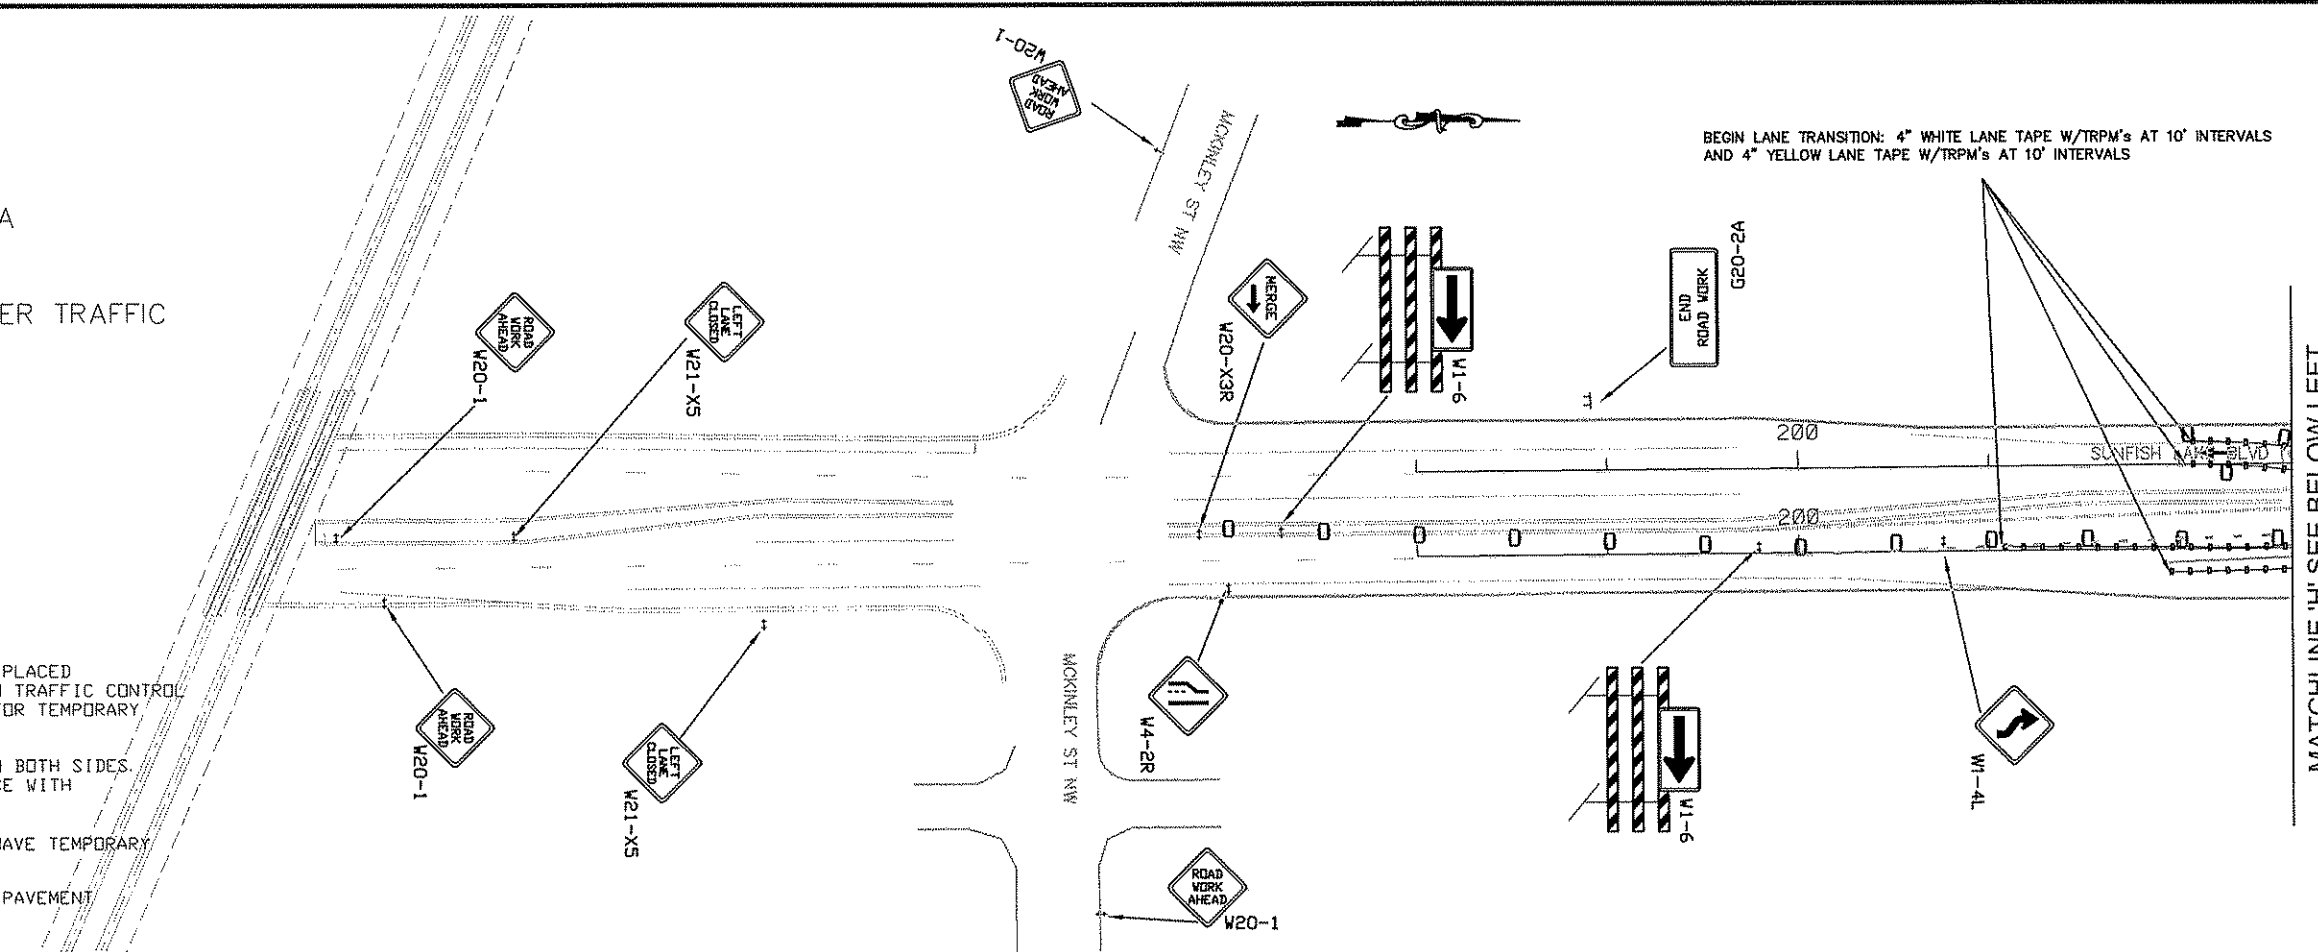 A
ER TRAFFIC
PLACED
TRAFFIC CONTROL
OR TEMPORARY
BOTH SIDES.
E WITH
AVE TEMPORARY
PAVEMENT
W20-1
ROAD
WORK
AHEAD
MCKINLEY ST NW
BEGIN LANE TRANSITION: 4" WHITE LANE TAPE W/TRPM's AT 10' INTERVALS
AND 4" YELLOW LANE TAPE W/TRPM's AT 10' INTERVALS
ROAD
WORK
AHEAD
W20-1
LEFT
LANE
CLOSED
W21-X5
MERGE
W20-X3R
W1-6
END
ROAD WORK
G20-2A
200
SUNFISH BLVD
200
ROAD
WORK
AHEAD
W20-1
LEFT
LANE
CLOSED
W21-X5
MCKINLEY ST NW
W4-2R
W1-6
W1-4L
ROAD
WORK
AHEAD
W20-1